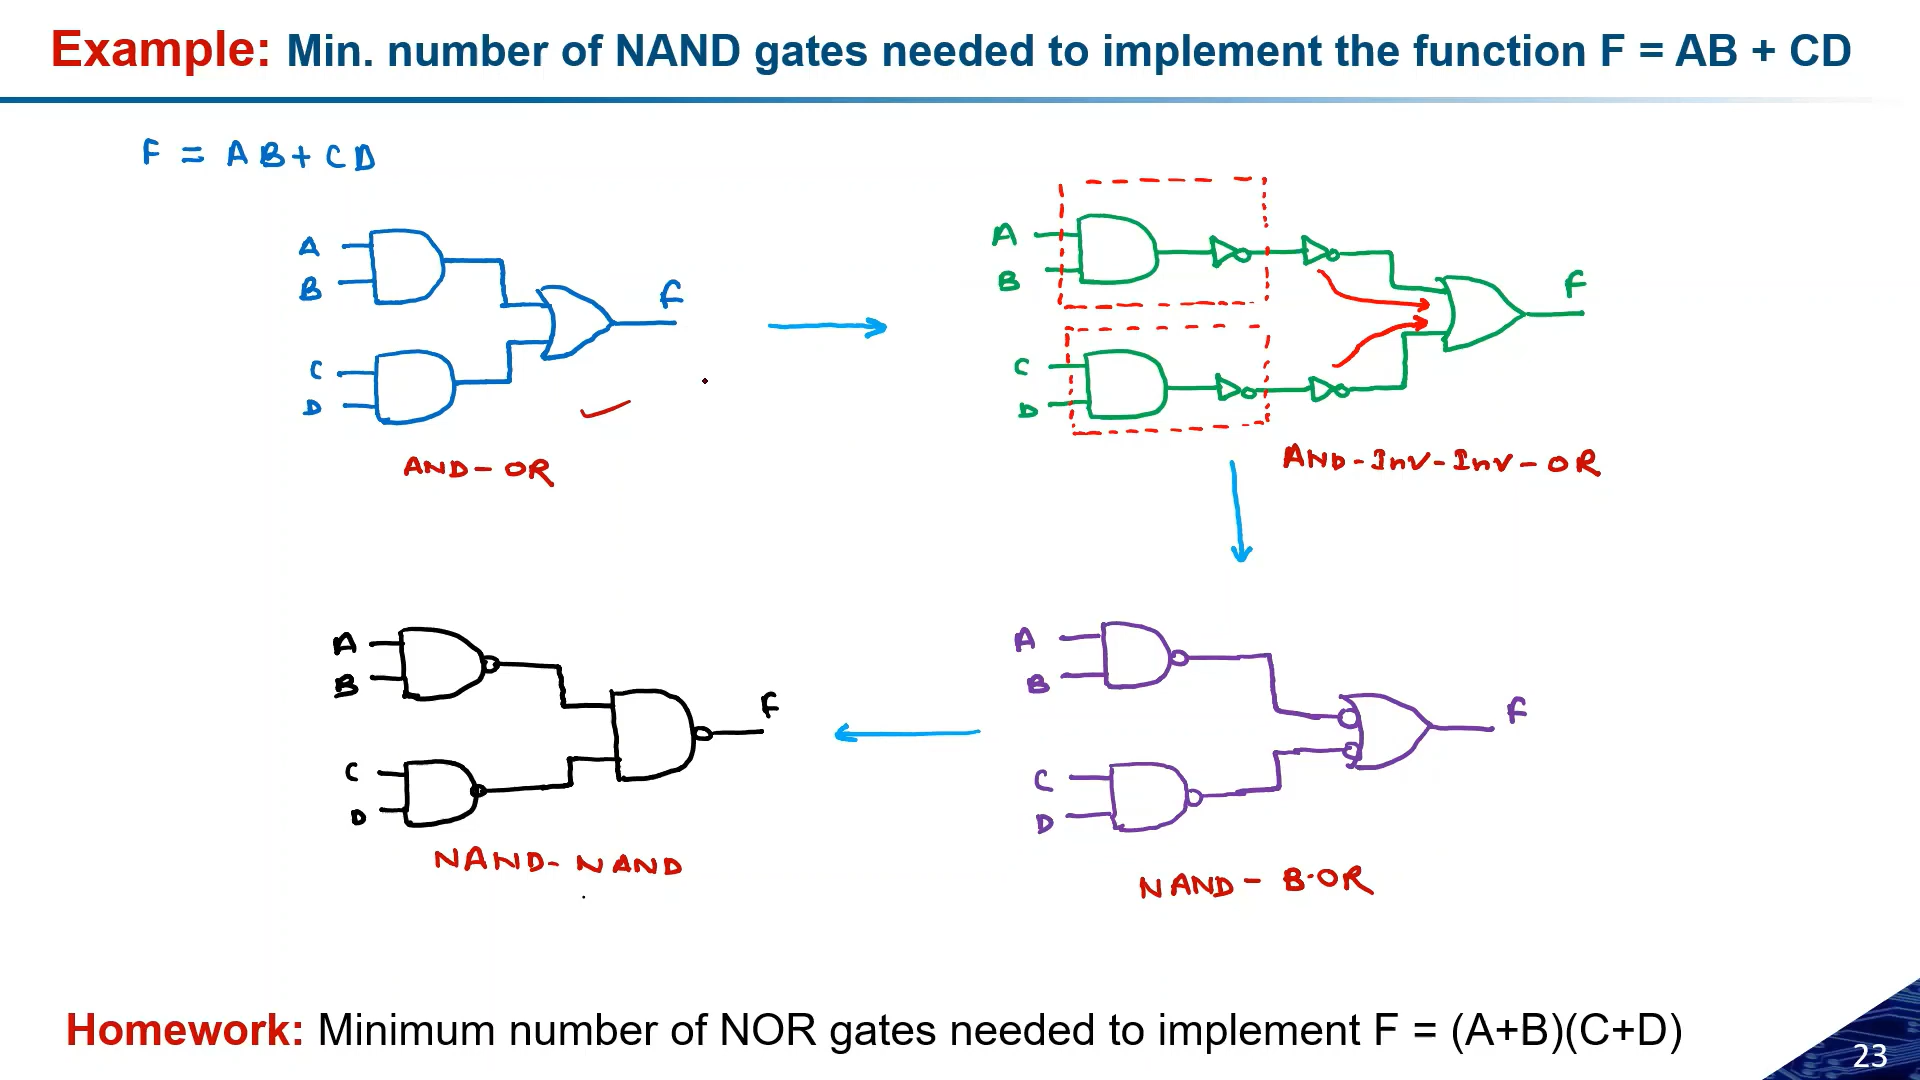 Example: Min. number of NAND gates needed to implement the function F = AB + CD
F = AB + CD
A
B
F
C
D
AND - OR
A
B
F
C
D
AND - Inv - Inv - OR
A
B
F
C
D
NAND - NAND
A
B
F
C
D
NAND - B·OR
Homework: Minimum number of NOR gates needed to implement F = (A+B)(C+D)
23